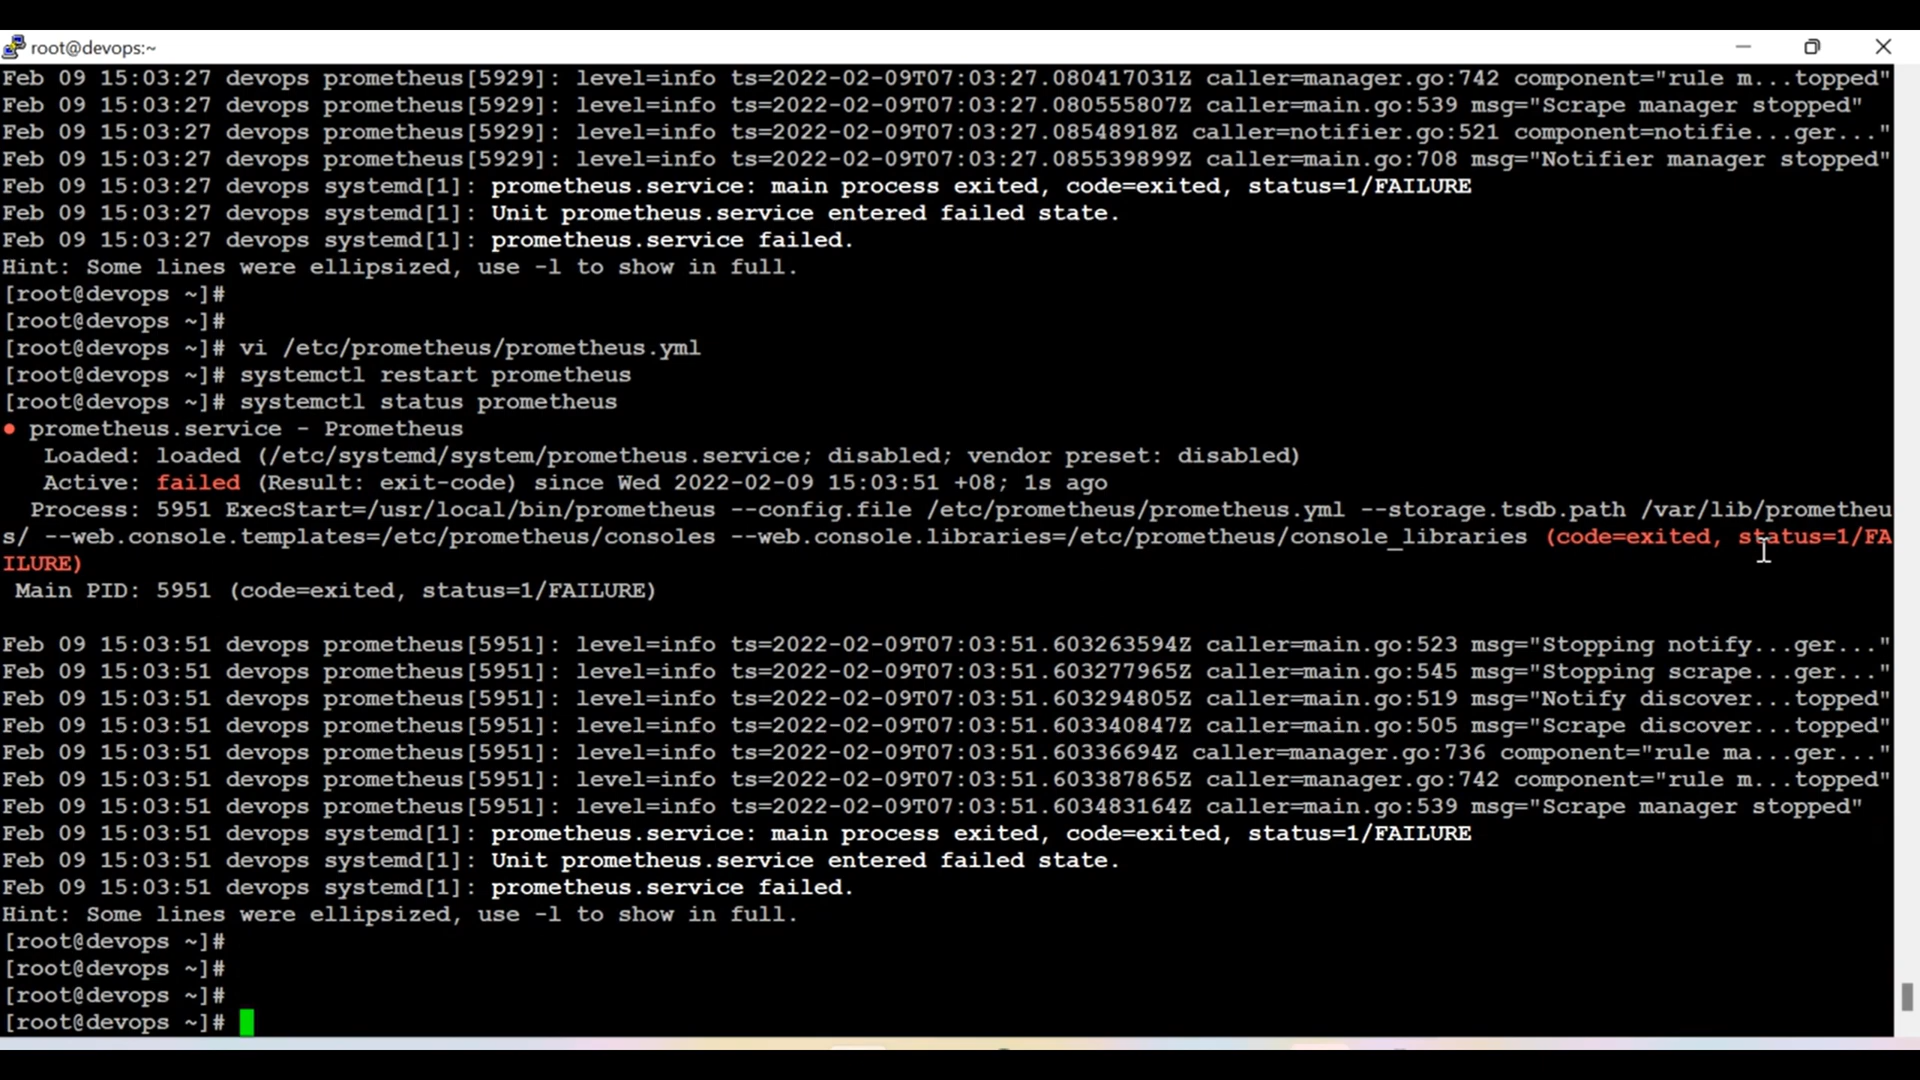 root@devops:~
Feb 09 15:03:27 devops prometheus[5929]: level=info ts=2022-02-09T07:03:27.080417031Z caller=manager.go:742 component="rule m...topped"
Feb 09 15:03:27 devops prometheus[5929]: level=info ts=2022-02-09T07:03:27.080555807Z caller=main.go:539 msg="Scrape manager stopped"
Feb 09 15:03:27 devops prometheus[5929]: level=info ts=2022-02-09T07:03:27.08548918Z caller=notifier.go:521 component=notifie...ger..."
Feb 09 15:03:27 devops prometheus[5929]: level=info ts=2022-02-09T07:03:27.085539899Z caller=main.go:708 msg="Notifier manager stopped"
Feb 09 15:03:27 devops systemd[1]: prometheus.service: main process exited, code=exited, status=1/FAILURE
Feb 09 15:03:27 devops systemd[1]: Unit prometheus.service entered failed state.
Feb 09 15:03:27 devops systemd[1]: prometheus.service failed.
Hint: Some lines were ellipsized, use -l to show in full.
[root@devops ~]#
[root@devops ~]#
[root@devops ~]# vi /etc/prometheus/prometheus.yml
[root@devops ~]# systemctl restart prometheus
[root@devops ~]# systemctl status prometheus
● prometheus.service - Prometheus
Loaded: loaded (/etc/systemd/system/prometheus.service; disabled; vendor preset: disabled)
Active: failed (Result: exit-code) since Wed 2022-02-09 15:03:51 +08; 1s ago
Process: 5951 ExecStart=/usr/local/bin/prometheus --config.file /etc/prometheus/prometheus.yml --storage.tsdb.path /var/lib/prometheu
s/ --web.console.templates=/etc/prometheus/consoles --web.console.libraries=/etc/prometheus/console_libraries (code=exited, status=1/FA
ILURE)
Main PID: 5951 (code=exited, status=1/FAILURE)
Feb 09 15:03:51 devops prometheus[5951]: level=info ts=2022-02-09T07:03:51.603263594Z caller=main.go:523 msg="Stopping notify...ger..."
Feb 09 15:03:51 devops prometheus[5951]: level=info ts=2022-02-09T07:03:51.603277965Z caller=main.go:545 msg="Stopping scrape...ger..."
Feb 09 15:03:51 devops prometheus[5951]: level=info ts=2022-02-09T07:03:51.603294805Z caller=main.go:519 msg="Notify discover...topped"
Feb 09 15:03:51 devops prometheus[5951]: level=info ts=2022-02-09T07:03:51.603340847Z caller=main.go:505 msg="Scrape discover...topped"
Feb 09 15:03:51 devops prometheus[5951]: level=info ts=2022-02-09T07:03:51.60336694Z caller=manager.go:736 component="rule ma...ger..."
Feb 09 15:03:51 devops prometheus[5951]: level=info ts=2022-02-09T07:03:51.603387865Z caller=manager.go:742 component="rule m...topped"
Feb 09 15:03:51 devops prometheus[5951]: level=info ts=2022-02-09T07:03:51.603483164Z caller=main.go:539 msg="Scrape manager stopped"
Feb 09 15:03:51 devops systemd[1]: prometheus.service: main process exited, code=exited, status=1/FAILURE
Feb 09 15:03:51 devops systemd[1]: Unit prometheus.service entered failed state.
Feb 09 15:03:51 devops systemd[1]: prometheus.service failed.
Hint: Some lines were ellipsized, use -l to show in full.
[root@devops ~]#
[root@devops ~]#
[root@devops ~]#
[root@devops ~]#